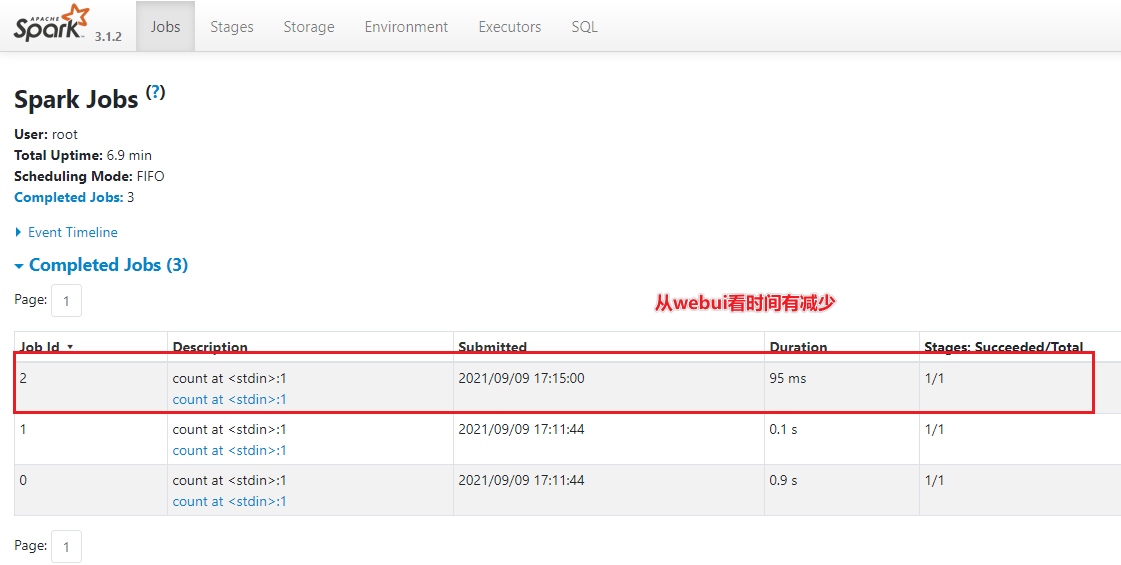 APACHE
Spark 3.1.2 Jobs Stages Storage Environment Executors SQL
Spark Jobs (?)
User: root
Total Uptime: 6.9 min
Scheduling Mode: FIFO
Completed Jobs: 3
Event Timeline
Completed Jobs (3)
Page: 1
从webui看时间有减少
Job Id ▾ Description Submitted Duration Stages: Succeeded/Total
2 count at <stdin>:1 2021/09/09 17:15:00 95 ms 1/1
count at <stdin>:1
1 count at <stdin>:1 2021/09/09 17:11:44 0.1 s 1/1
count at <stdin>:1
0 count at <stdin>:1 2021/09/09 17:11:44 0.9 s 1/1
count at <stdin>:1
Page: 1